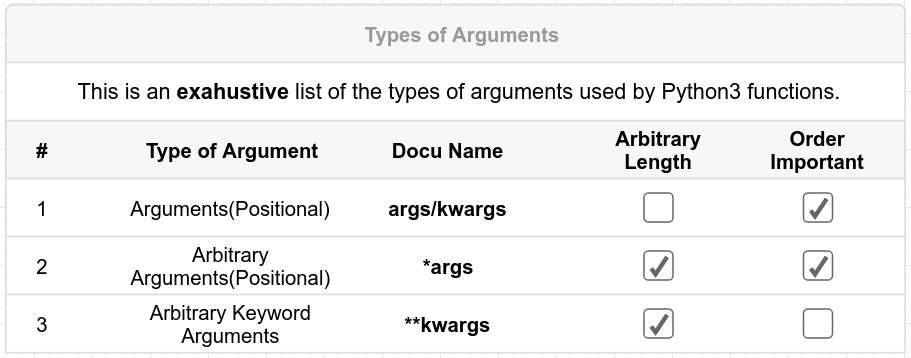 Types of Arguments
This is an exahustive list of the types of arguments used by Python3 functions.
# Type of Argument Docu Name Arbitrary Length Order Important
1 Arguments(Positional) args/kwargs
2 Arbitrary Arguments(Positional) *args
3 Arbitrary Keyword Arguments **kwargs